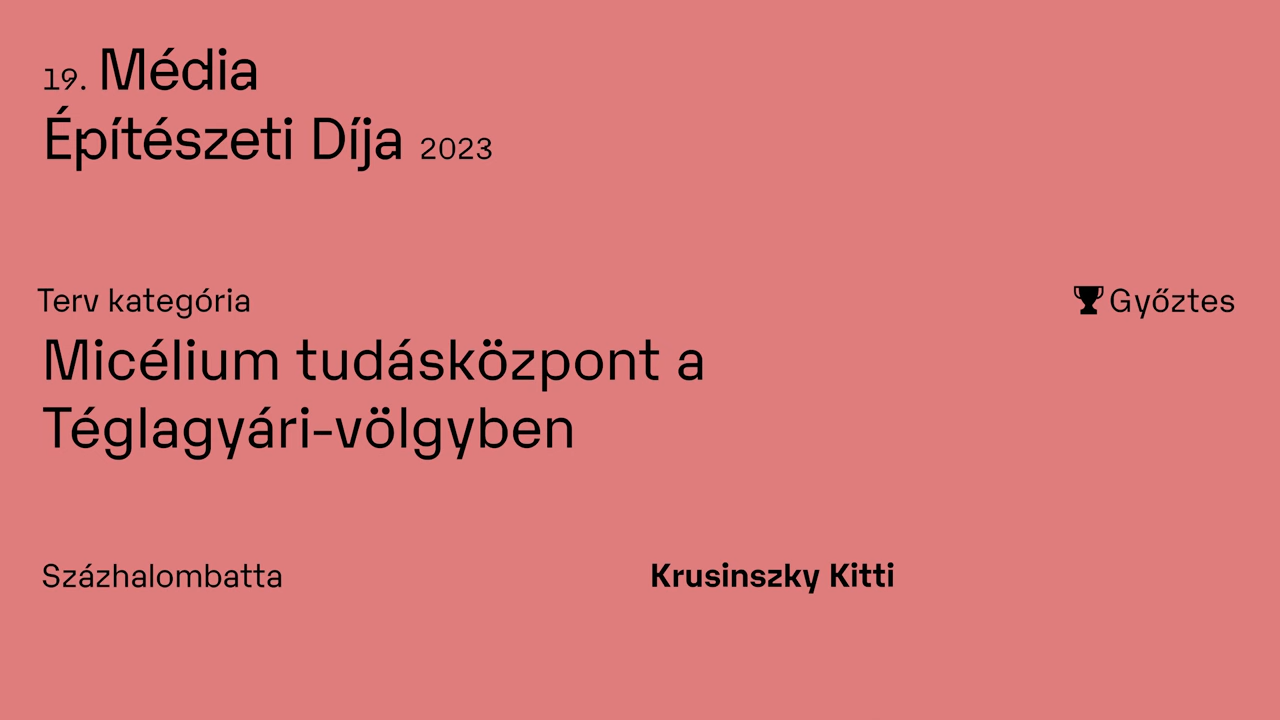 19. Média
Építészeti Díja 2023
Terv kategória
Győztes
Micélium tudásközpont a
Téglagyári-völgyben
Százhalombatta
Krusinszky Kitti